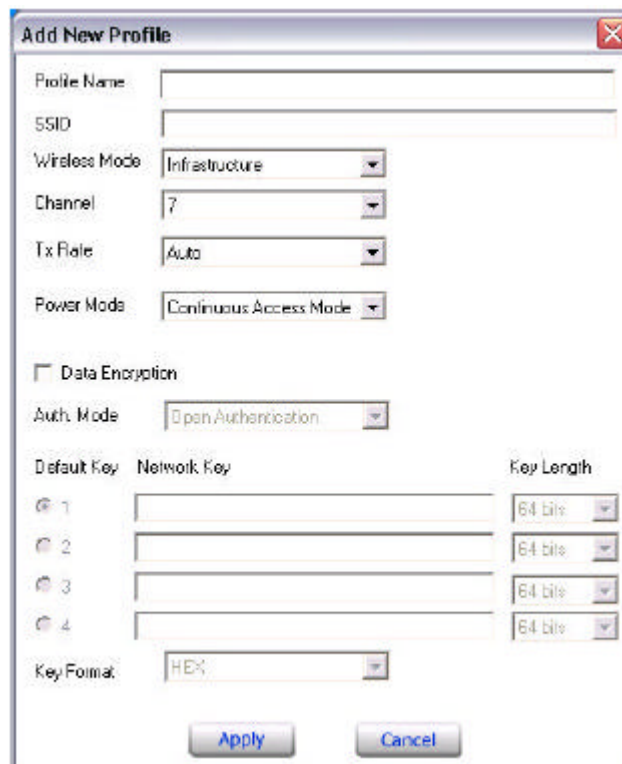 Add New Profile
Profile Name
SSID
Wireless Mode Infrastructure
Channel 7
Tx Rate Auto
Power Mode Continuous Access Mode
Data Encryption
Auth. Mode Open Authentication
Default Key Network Key Key Length
1 64 bits
2 64 bits
3 64 bits
4 64 bits
Key Format HEX
Apply Cancel